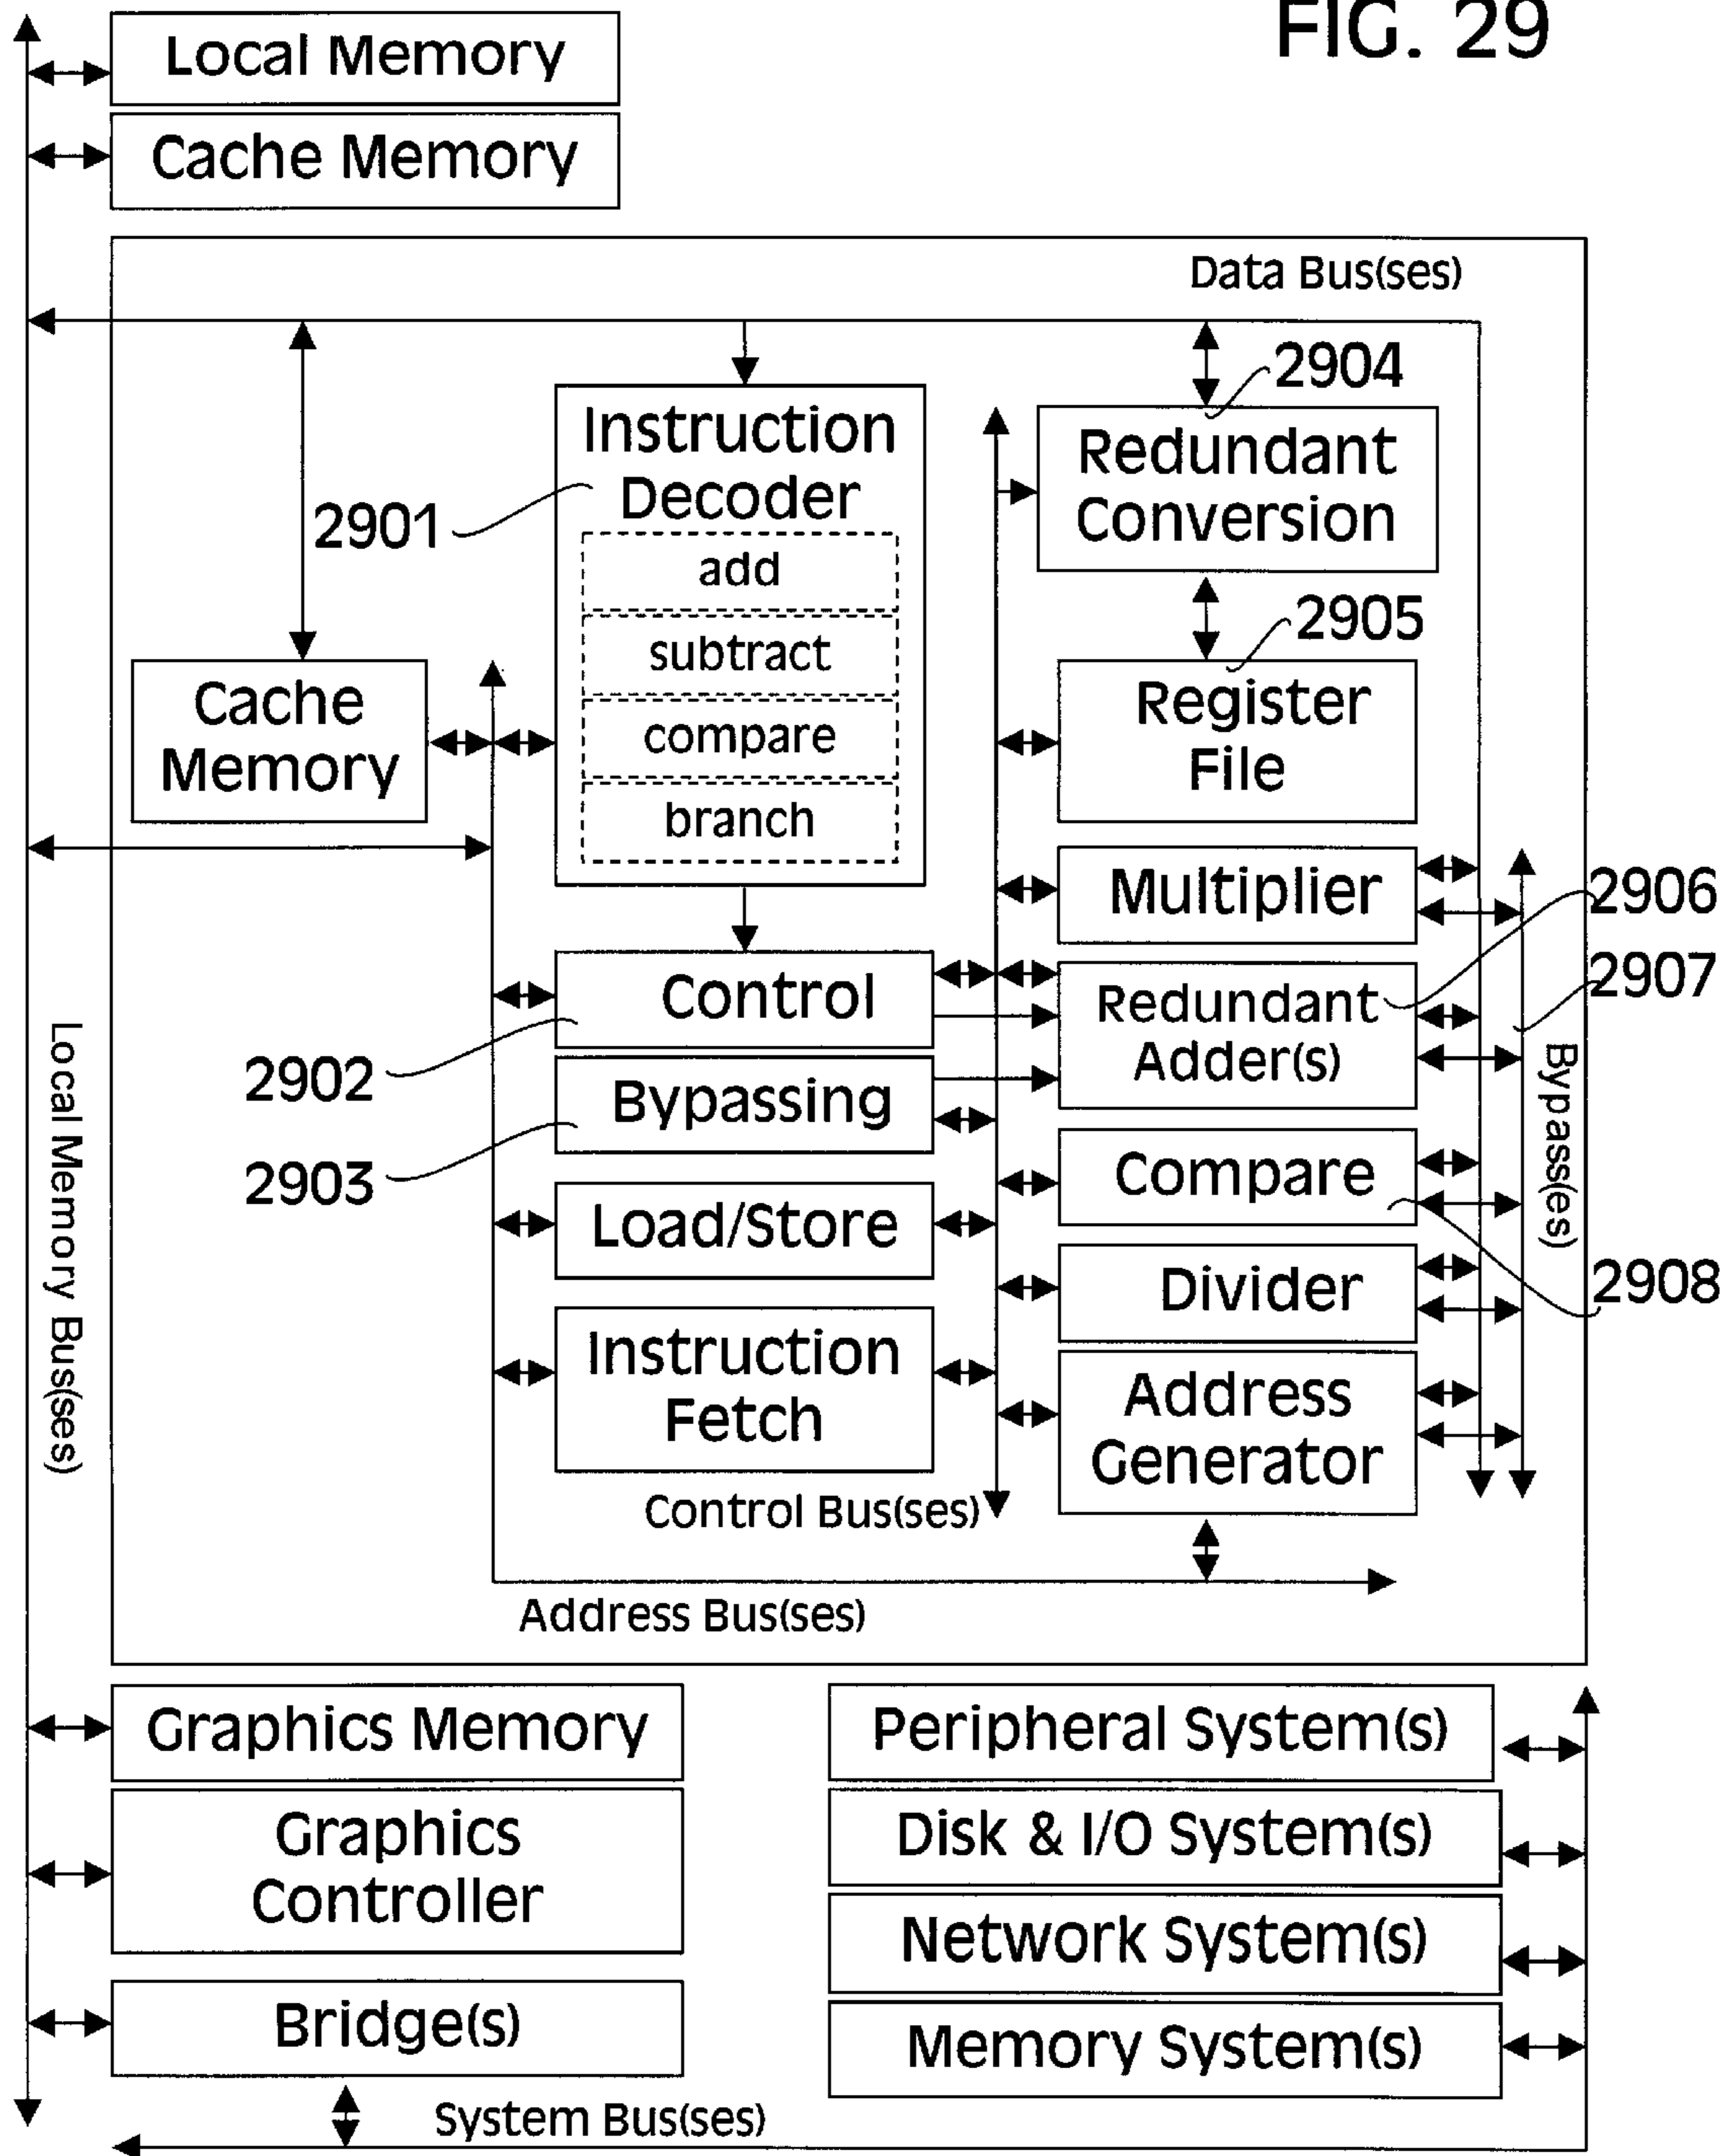 FIG. 29
Local Memory
Cache Memory
Data Bus(ses)
2904
Instruction
Decoder
Redundant
Conversion
2901
add
subtract
compare
branch
2905
Cache
Memory
Register
File
Multiplier
2906
2907
Control
Redundant
Adder(s)
2902
Bypassing
2903
Compare
Bypass(es)
Load/Store
2908
Divider
Local Memory Bus(ses)
Instruction
Fetch
Address
Generator
Control Bus(ses)
Address Bus(ses)
Graphics Memory
Peripheral System(s)
Graphics
Controller
Disk & I/O System(s)
Network System(s)
Bridge(s)
Memory System(s)
System Bus(ses)